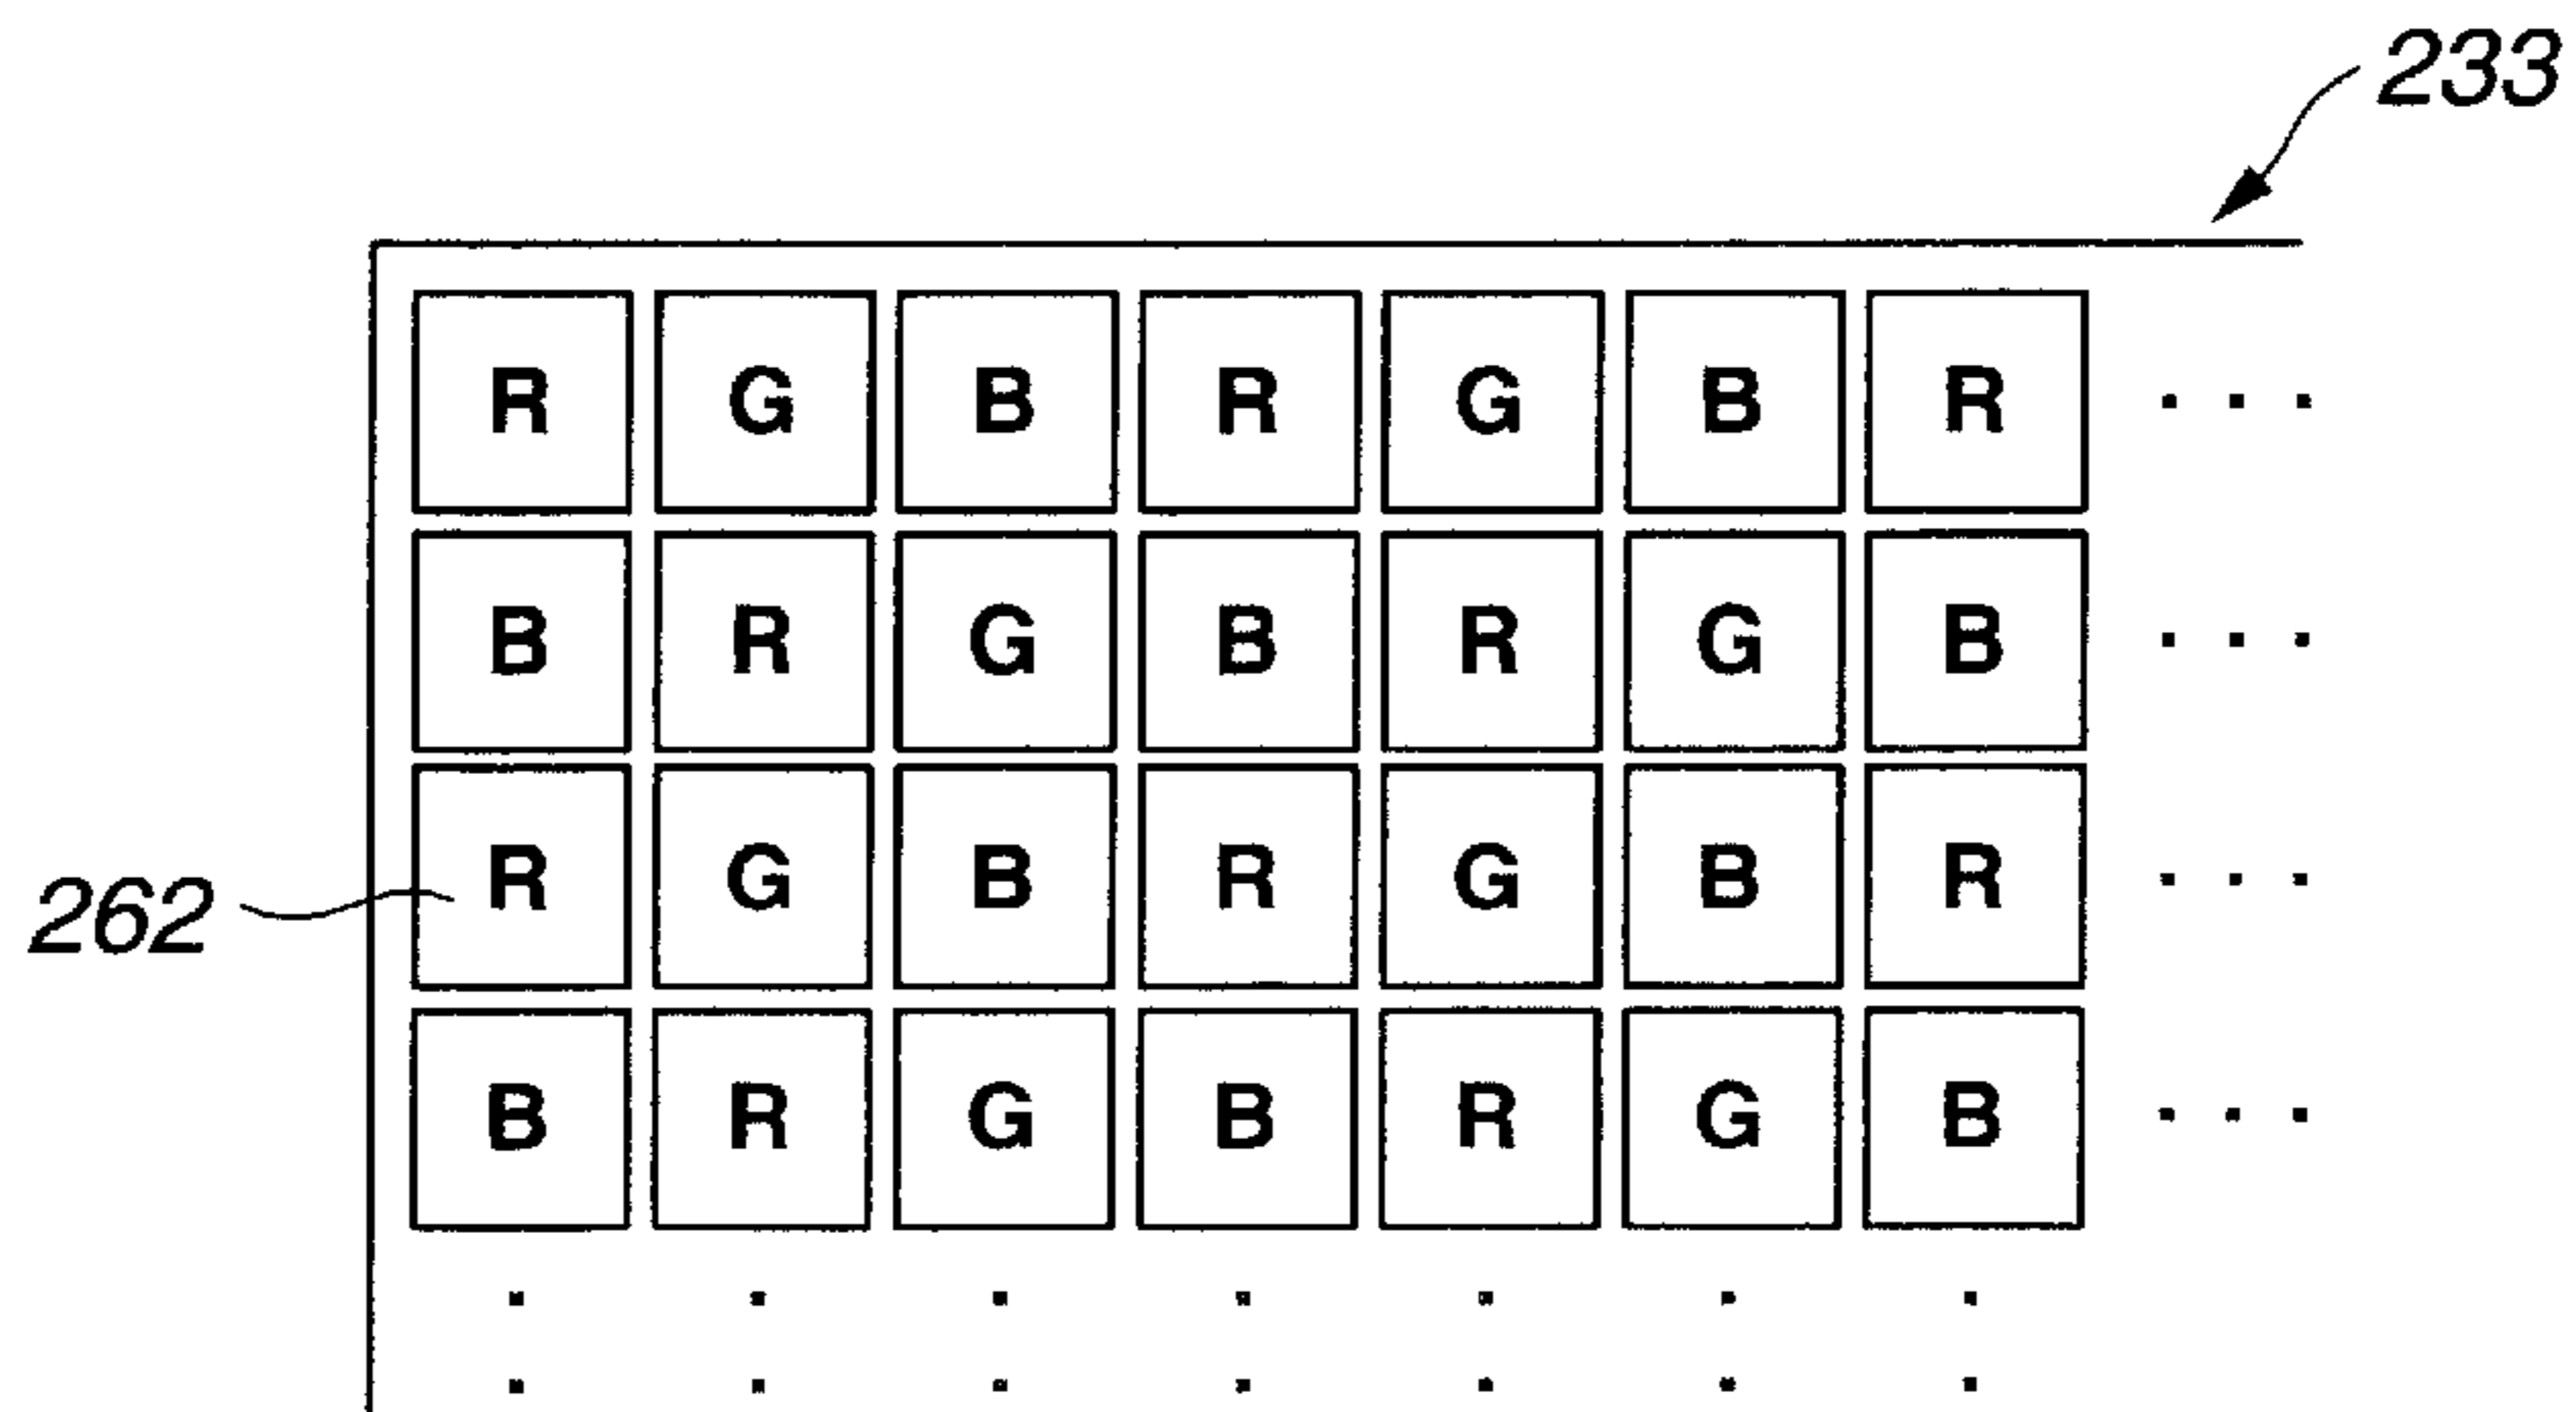 233
R G B R G B R . . .
B R G B R G B . . .
262 R G B R G B R . . .
B R G B R G B . . .
. . . . . . .
. . . . . . .